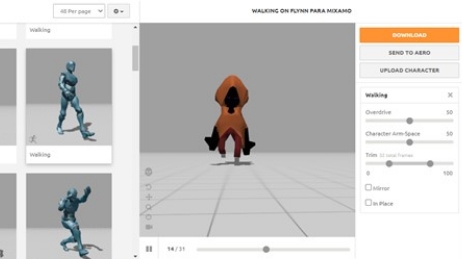 48 Per page
WALKING ON FLYNN PARA MIXAMO
Walking
Walking
DOWNLOAD
SEND TO AERO
UPLOAD CHARACTER
Walking
Overdrive 50
Character Arm-Space 50
Trim 32 total frames
0 100
Mirror
In Place
14 / 31